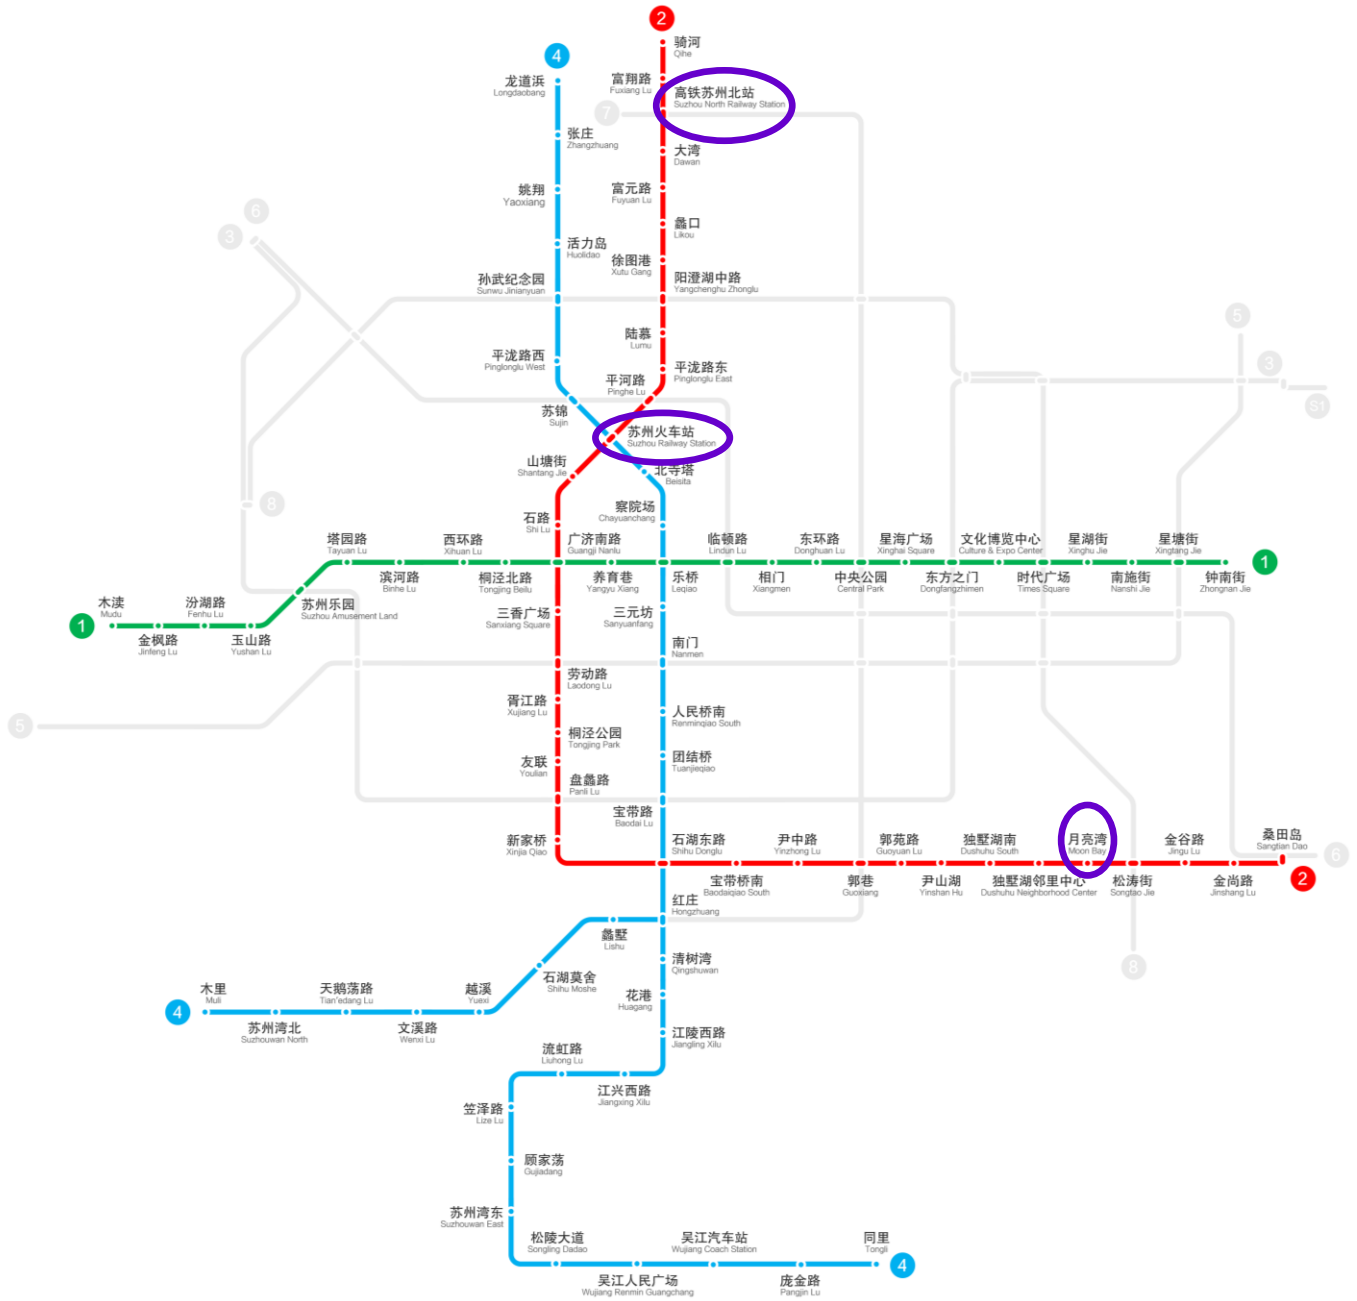 2
骑河
Qihe
4
龙道浜
Longdaobang
富翔路
Fuxiang Lu
高铁苏州北站
Suzhou North Railway Station
7
张庄
Zhangzhuang
大湾
Dawan
姚翔
Yaoxiang
富元路
Fuyuan Lu
6
3
蠡口
Likou
活力岛
Huolidao
徐图港
Xutu Gang
孙武纪念园
Sunwu Jinianyuan
阳澄湖中路
Yangchenghu Zhonglu
5
陆慕
Lumu
平泷路西
Pinglonglu West
平泷路东
Pinglonglu East
3
平河路
Pinghe Lu
S1
苏锦
Sujin
苏州火车站
Suzhou Railway Station
山塘街
Shantang Jie
北寺塔
Beisita
8
石路
Shi Lu
察院场
Chayuanchang
塔园路
Tayuan Lu
西环路
Xihuan Lu
广济南路
Guangji Nanlu
临顿路
Lindun Lu
东环路
Donghuan Lu
星海广场
Xinghai Square
文化博览中心
Culture & Expo Center
星湖街
Xinghu Jie
星塘街
Xingtang Jie
1
滨河路
Binhe Lu
桐泾北路
Tongjing Beilu
养育巷
Yangyu Xiang
乐桥
Leqiao
相门
Xiangmen
中央公园
Central Park
东方之门
Dongfangzhimen
时代广场
Times Square
南施街
Nanshi Jie
钟南街
Zhongnan Jie
1
木渎
Mudu
汾湖路
Fenhu Lu
苏州乐园
Suzhou Amusement Land
三香广场
Sanxiang Square
三元坊
Sanyuanfang
金枫路
Jinfeng Lu
玉山路
Yushan Lu
南门
Nanmen
劳动路
Laodong Lu
胥江路
Xujiang Lu
人民桥南
Renminqiao South
5
桐泾公园
Tongjing Park
友联
Youlian
团结桥
Tuanjieqiao
盘蠡路
Panli Lu
宝带路
Baodai Lu
新家桥
Xinjia Qiao
石湖东路
Shihu Donglu
尹中路
Yinzhong Lu
郭苑路
Guoyuan Lu
独墅湖南
Dushuhu South
月亮湾
Moon Bay
金谷路
Jingu Lu
桑田岛
Sangtian Dao
6
宝带桥南
Baodaiqiao South
郭巷
Guoxiang
尹山湖
Yinshan Hu
独墅湖邻里中心
Dushuhu Neighborhood Center
松涛街
Songtao Jie
金尚路
Jinshang Lu
2
红庄
Hongzhuang
蠡墅
Lishu
清树湾
Qingshuwan
8
石湖莫舍
Shihu Moshe
木里
Muli
天鹅荡路
Tian'edang Lu
越溪
Yuexi
花港
Huagang
4
苏州湾北
Suzhouwan North
文溪路
Wenxi Lu
江陵西路
Jiangling Xilu
流虹路
Liuhong Lu
江兴西路
Jiangxing Xilu
笠泽路
Lize Lu
顾家荡
Gujiadang
苏州湾东
Suzhouwan East
松陵大道
Songling Dadao
吴江汽车站
Wujiang Coach Station
同里
Tongli
4
吴江人民广场
Wujiang Renmin Guangchang
庞金路
Pangjin Lu